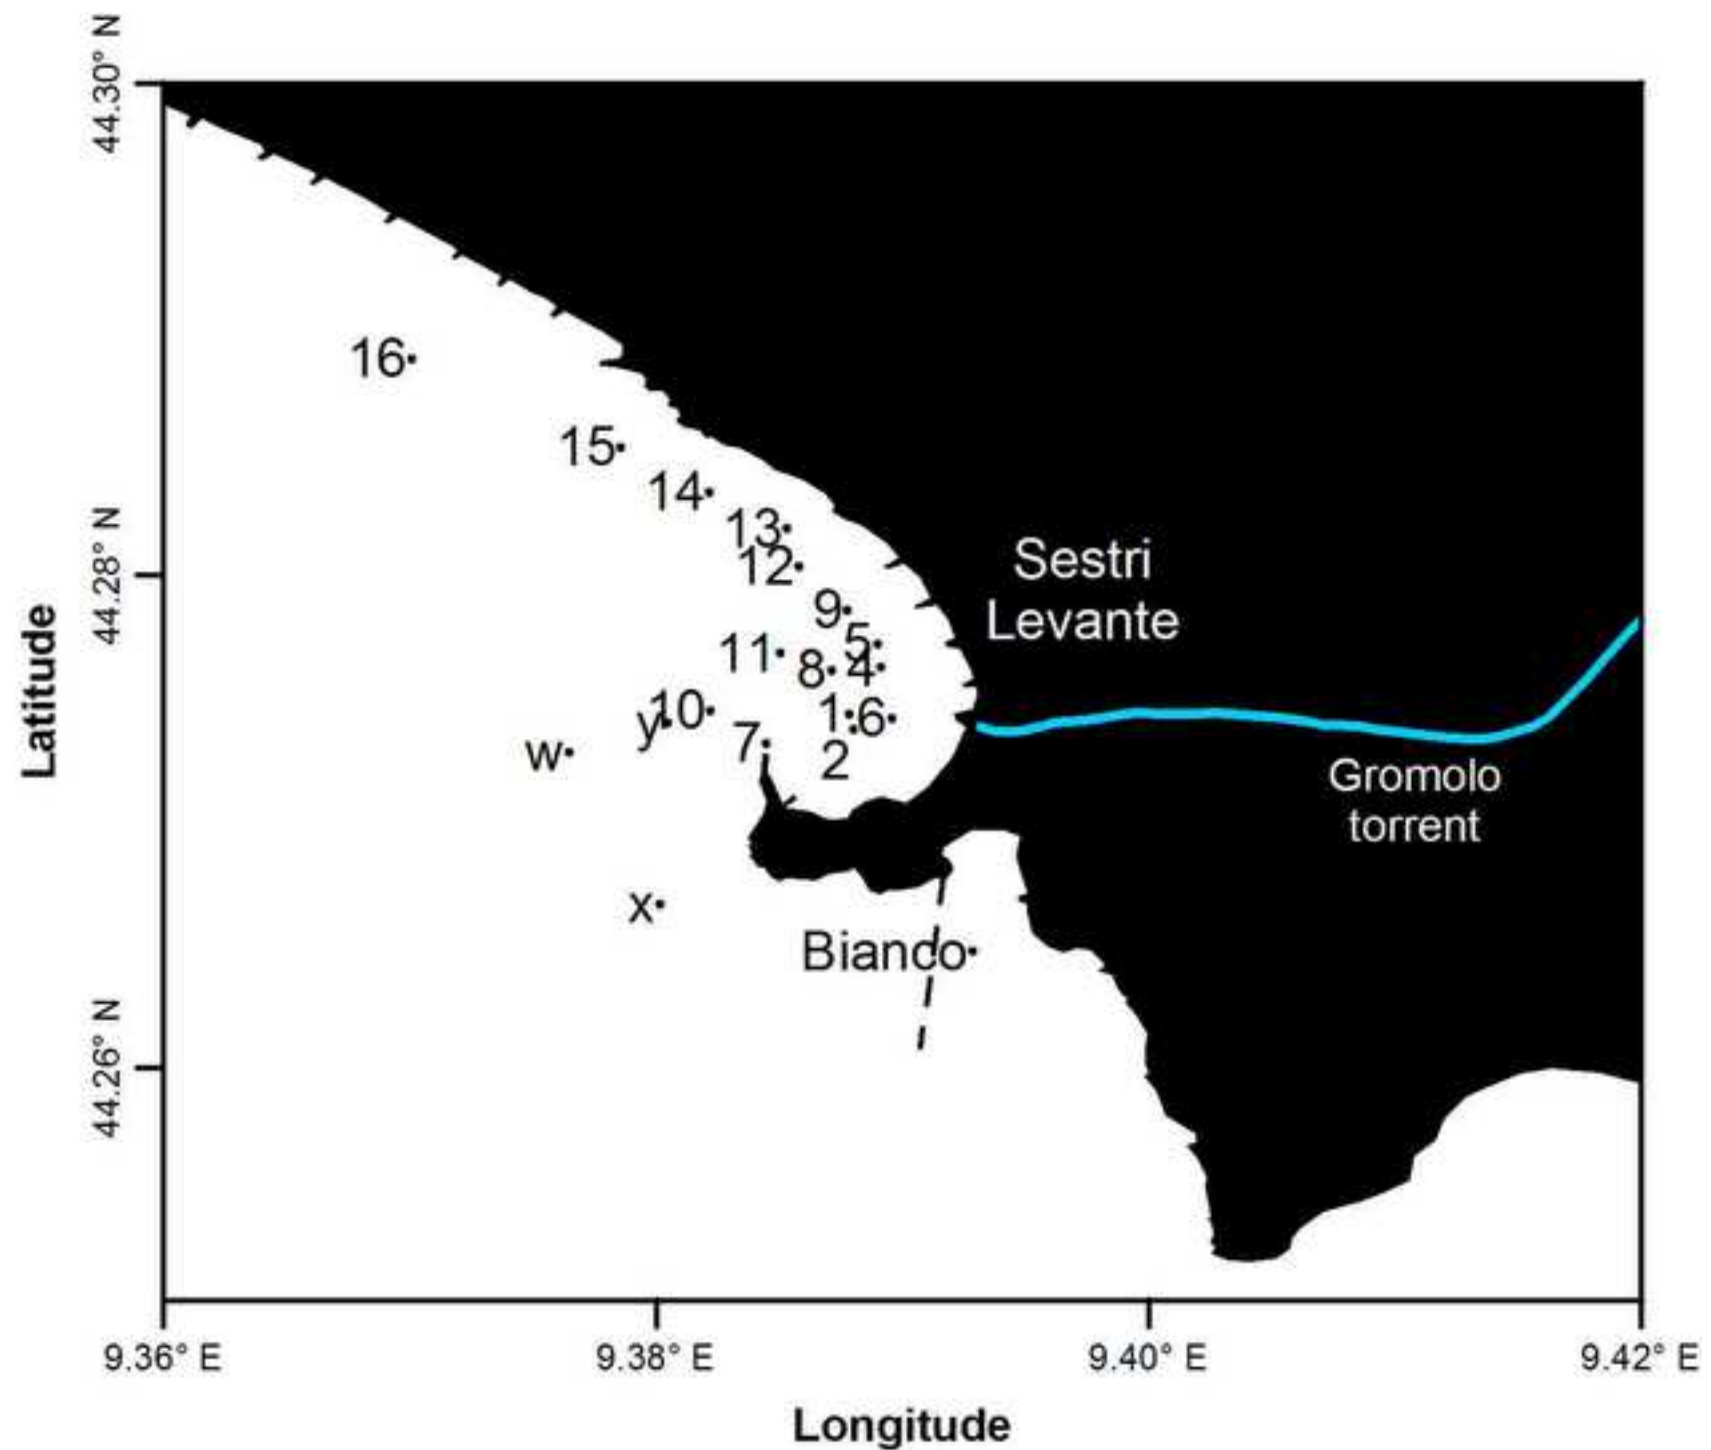 44.30° N
16
15
14
13
12
Sestri
Levante
44.28° N
9
5
11
8
4
10
1
6
y
7
w
2
Gromolo
torrent
x
Bianco
44.26° N
Latitude
9.36° E
9.38° E
9.40° E
9.42° E
Longitude